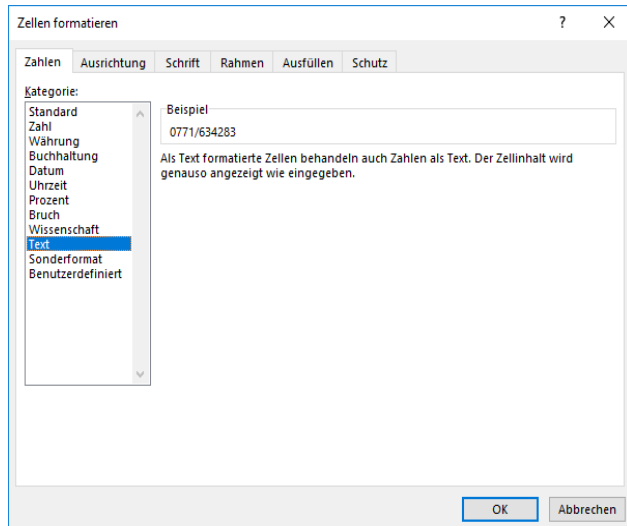 Zellen formatieren
Zahlen Ausrichtung Schrift Rahmen Ausfüllen Schutz
Kategorie:
Standard
Zahl
Währung
Buchhaltung
Datum
Uhrzeit
Prozent
Bruch
Wissenschaft
Text
Sonderformat
Benutzerdefiniert
Beispiel
0771/634283
Als Text formatierte Zellen behandeln auch Zahlen als Text. Der Zellinhalt wird
genauso angezeigt wie eingegeben.
OK Abbrechen